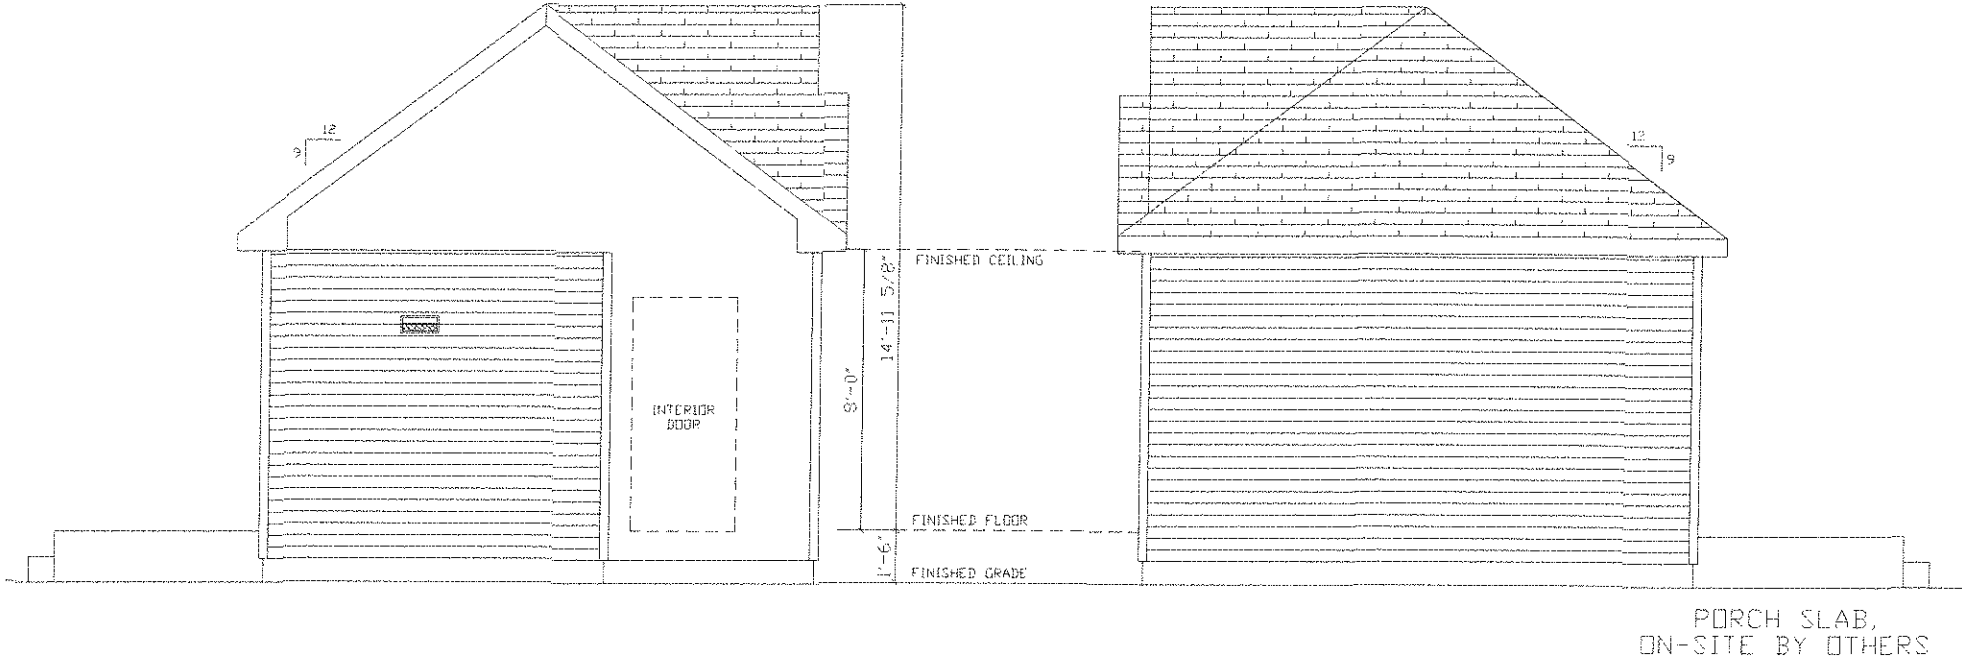 12
9
12
9
FINISHED CEILING
14'-11 5/8"
8'-0"
INTERIOR
DOOR
FINISHED FLOOR
1'-6"
FINISHED GRADE
PORCH SLAB,
ON-SITE BY OTHERS